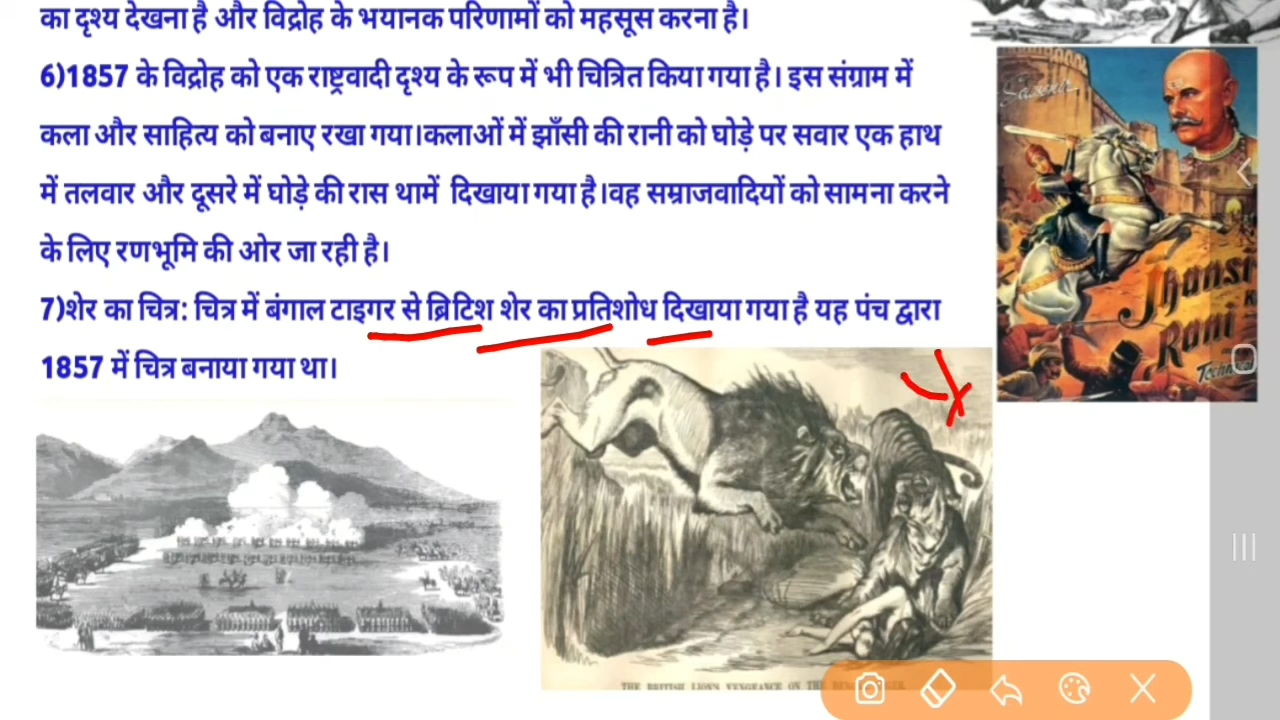 का दृश्य देखना है और विद्रोह के भयानक परिणामों को महसूस करना है।
6)1857 के विद्रोह को एक राष्ट्रवादी दृश्य के रूप में भी चित्रित किया गया है। इस संग्राम में
कला और साहित्य को बनाए रखा गया।कलाओं में झाँसी की रानी को घोड़े पर सवार एक हाथ
में तलवार और दूसरे में घोड़े की रास थामें दिखाया गया है।वह सम्राजवादियों को सामना करने
के लिए रणभूमि की ओर जा रही है।
7)शेर का चित्र: चित्र में बंगाल टाइगर से ब्रिटिश शेर का प्रतिशोध दिखाया गया है यह पंच द्वारा
1857 में चित्र बनाया गया था।
Jhansi
Rani
THE BRITISH LION'S VENGEANCE ON THE